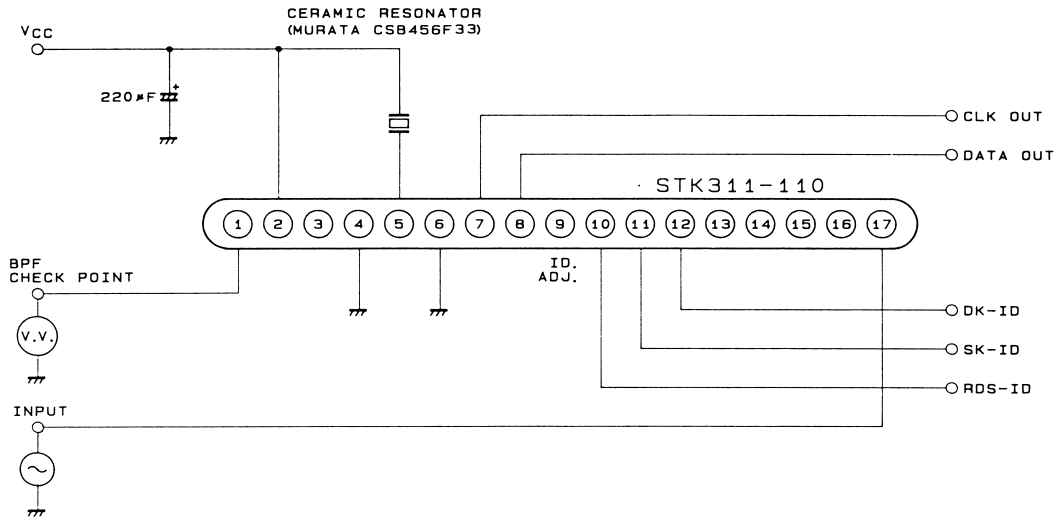 CERAMIC RESONATOR
(MURATA CSB456F33)
VCC
220μF
+
CLK OUT
DATA OUT
STK311-110
1 2 3 4 5 6 7 8 9 10 11 12 13 14 15 16 17
ID.
ADJ.
BPF
CHECK POINT
V.V.
DK-ID
SK-ID
RDS-ID
INPUT